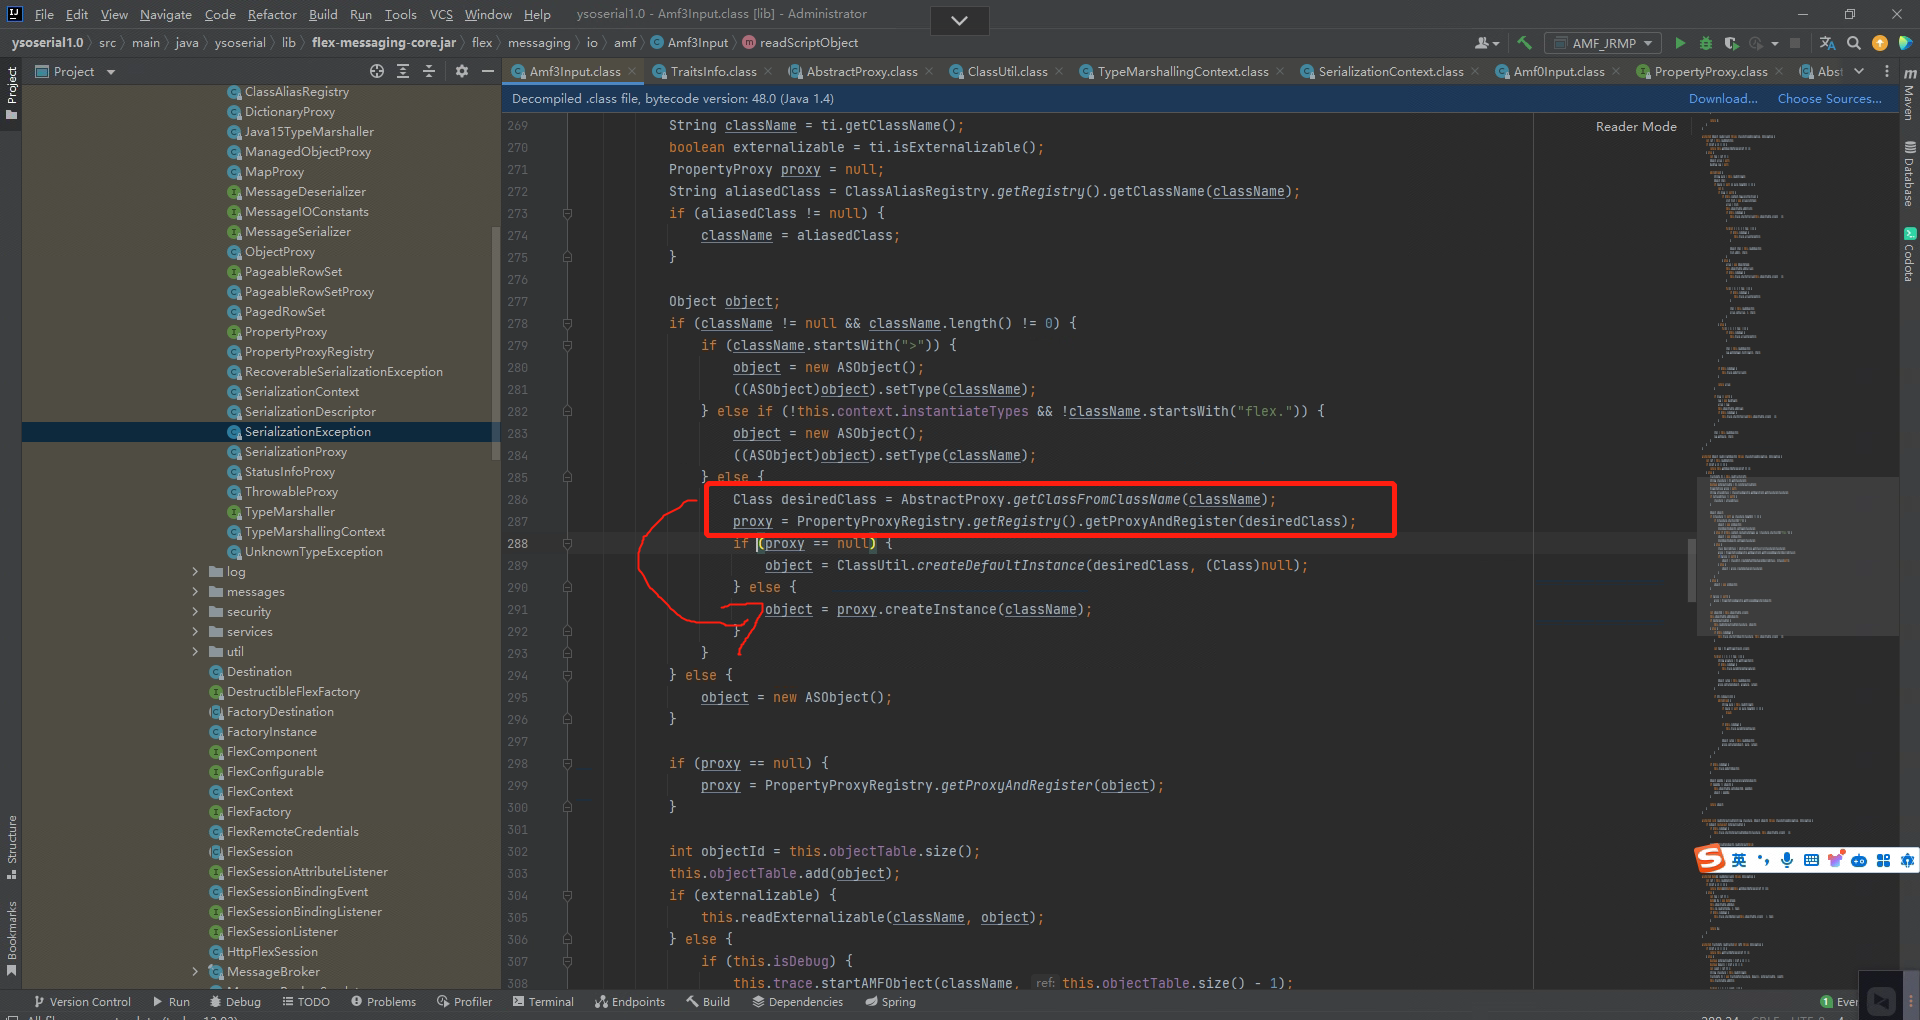 File Edit View Navigate Code Refactor Build Run Tools VCS Window Help ysoserial1.0 - Amf3Input.class [lib] - Administrator
ysoserial1.0 src main java ysoserial lib flex-messaging-core.jar flex messaging io amf Amf3Input readScriptObject AMF_JRMP
Project Amf3Input.class TraitsInfo.class AbstractProxy.class ClassUtil.class TypeMarshallingContext.class SerializationContext.class Amf0Input.class PropertyProxy.class Abst
Decompiled .class file, bytecode version: 48.0 (Java 1.4) Download... Choose Sources...
Reader Mode
Project
Structure
Bookmarks
Maven
Database
Codota
ClassAliasRegistry
DictionaryProxy
Java15TypeMarshaller
ManagedObjectProxy
MapProxy
MessageDeserializer
MessageIOConstants
MessageSerializer
ObjectProxy
PageableRowSet
PageableRowSetProxy
PagedRowSet
PropertyProxy
PropertyProxyRegistry
RecoverableSerializationException
SerializationContext
SerializationDescriptor
SerializationException
SerializationProxy
StatusInfoProxy
ThrowableProxy
TypeMarshaller
TypeMarshallingContext
UnknownTypeException
log
messages
security
services
util
Destination
DestructibleFlexFactory
FactoryDestination
FactoryInstance
FlexComponent
FlexConfigurable
FlexContext
FlexFactory
FlexRemoteCredentials
FlexSession
FlexSessionAttributeListener
FlexSessionBindingEvent
FlexSessionBindingListener
FlexSessionListener
HttpFlexSession
MessageBroker
269 String className = ti.getClassName();
270 boolean externalizable = ti.isExternalizable();
271 PropertyProxy proxy = null;
272 String aliasedClass = ClassAliasRegistry.getRegistry().getClassName(className);
273 if (aliasedClass != null) {
274 className = aliasedClass;
275 }
276
277 Object object;
278 if (className != null && className.length() != 0) {
279 if (className.startsWith(">")) {
280 object = new ASObject();
281 ((ASObject)object).setType(className);
282 } else if (!this.context.instantiateTypes && !className.startsWith("flex.")) {
283 object = new ASObject();
284 ((ASObject)object).setType(className);
285 } else {
286 Class desiredClass = AbstractProxy.getClassFromClassName(className);
287 proxy = PropertyProxyRegistry.getRegistry().getProxyAndRegister(desiredClass);
288 if (proxy == null) {
289 object = ClassUtil.createDefaultInstance(desiredClass, (Class)null);
290 } else {
291 object = proxy.createInstance(className);
292 }
293 }
294 } else {
295 object = new ASObject();
296 }
297
298 if (proxy == null) {
299 proxy = PropertyProxyRegistry.getProxyAndRegister(object);
300 }
301
302 int objectId = this.objectTable.size();
303 this.objectTable.add(object);
304 if (externalizable) {
305 this.readExternalizable(className, object);
306 } else {
307 if (this.isDebug) {
308 this.trace.startAMFObject(className, ref: this.objectTable.size() - 1);
英
Version Control Run Debug TODO Problems Profiler Terminal Endpoints Build Dependencies Spring 1 Ever